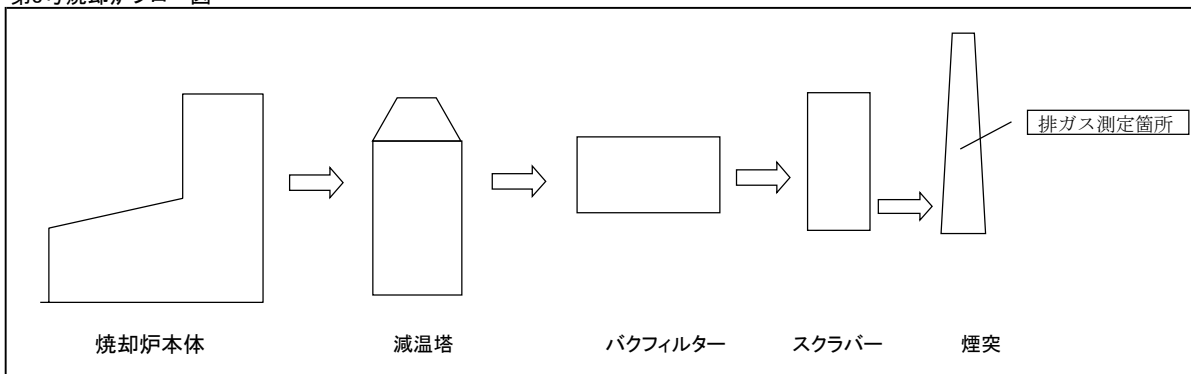 排ガス測定箇所
焼却炉本体
減温塔
バクフィルター
スクラバー
煙突